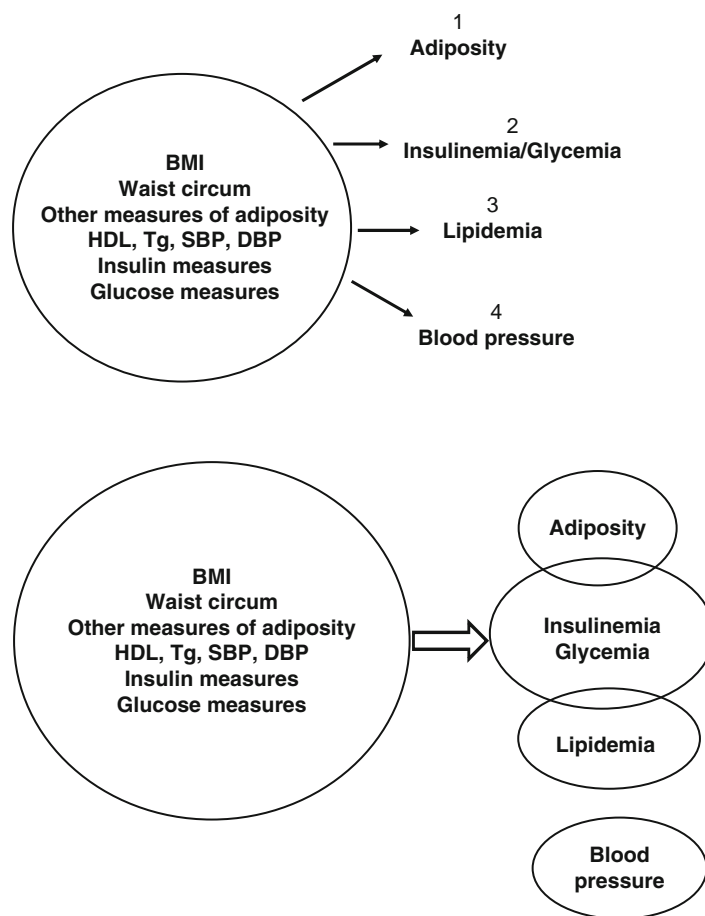 1
Adiposity
2
Insulinemia/Glycemia
3
Lipidemia
4
Blood pressure
BMI
Waist circum
Other measures of adiposity
HDL, Tg, SBP, DBP
Insulin measures
Glucose measures
BMI
Waist circum
Other measures of adiposity
HDL, Tg, SBP, DBP
Insulin measures
Glucose measures
Adiposity
Insulinemia
Glycemia
Lipidemia
Blood
pressure